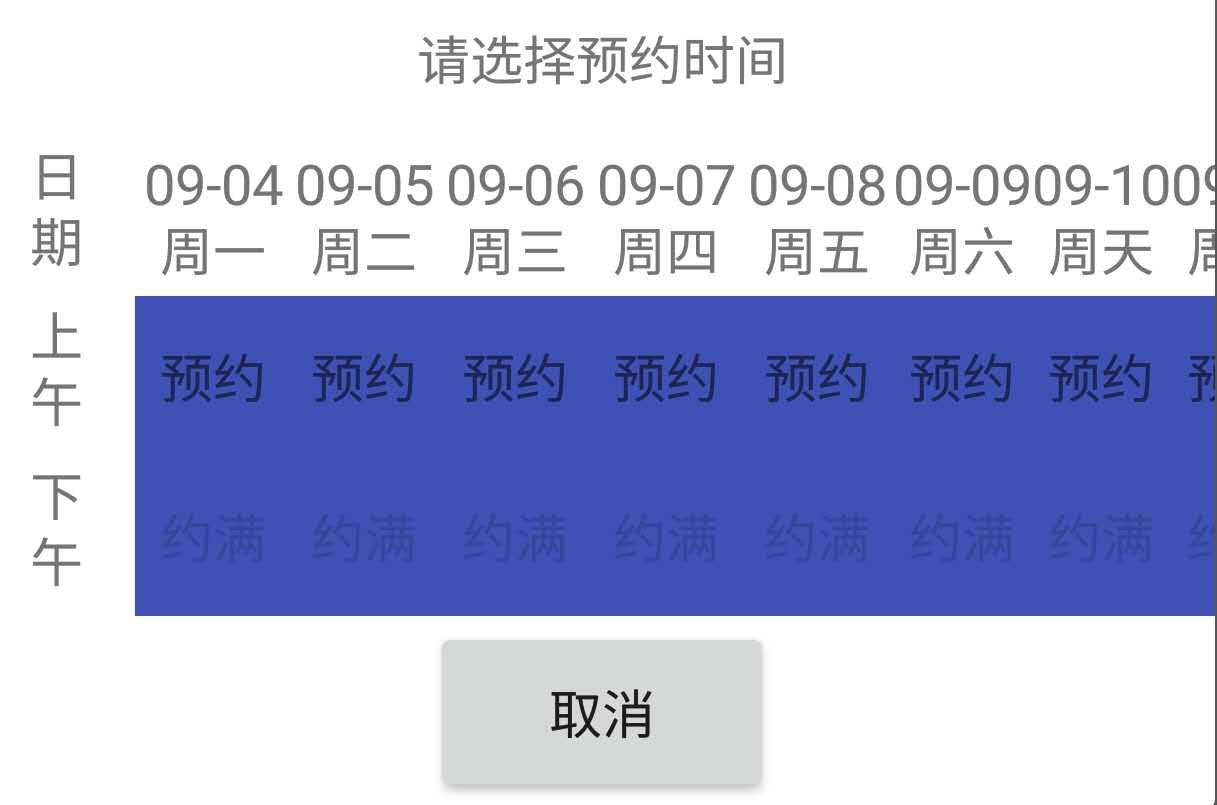 请选择预约时间
日期 09-04 09-05 09-06 09-07 09-08 09-09 09-10
周一 周二 周三 周四 周五 周六 周天
上午 预约 预约 预约 预约 预约 预约 预约
下午 约满 约满 约满 约满 约满 约满 约满
取消